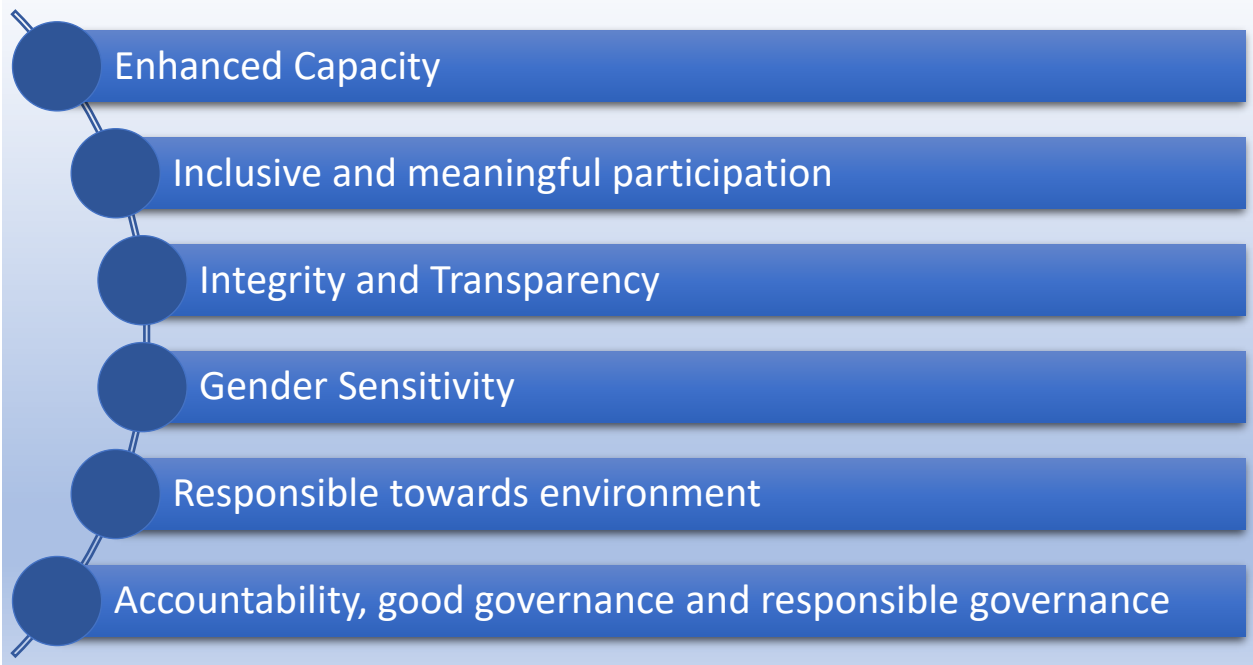 Enhanced Capacity
Inclusive and meaningful participation
Integrity and Transparency
Gender Sensitivity
Responsible towards environment
Accountability, good governance and responsible governance